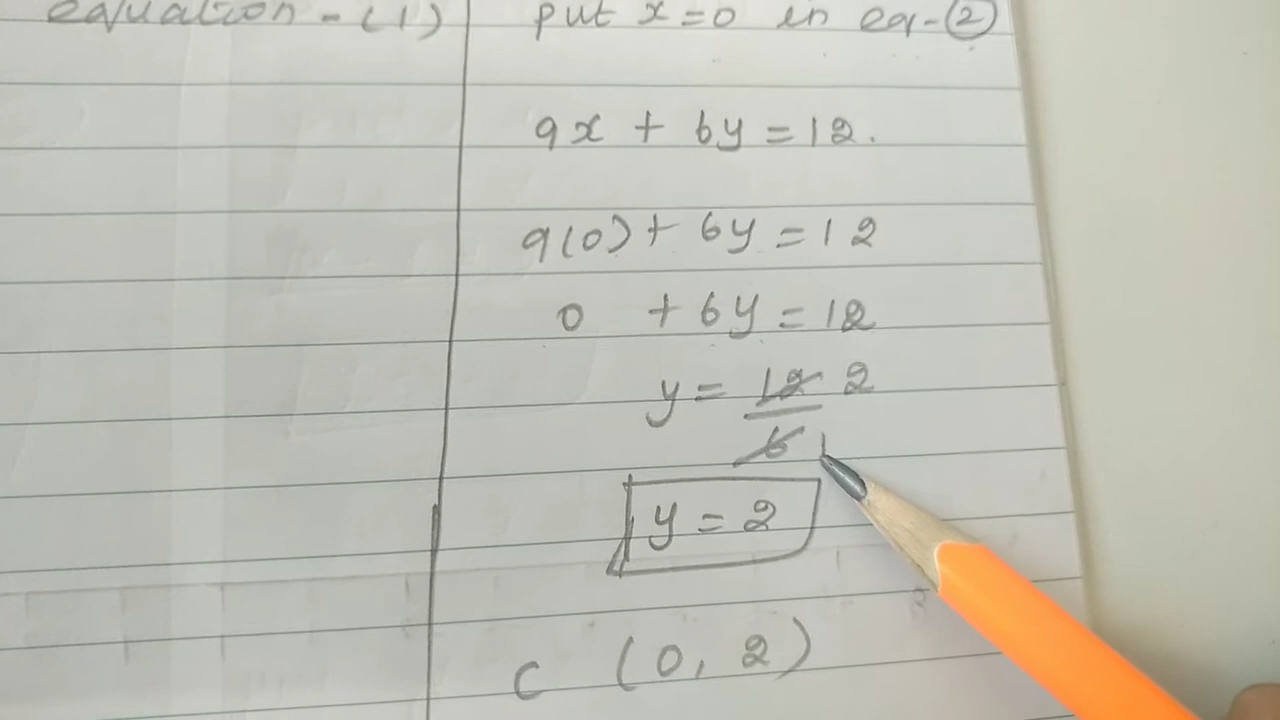 equation - (1)
put x = 0 in eq - (2)
9x + 6y = 12.
9(0) + 6y = 12
0 + 6y = 12
y = 12/6 2 1
y = 2
C (0, 2)